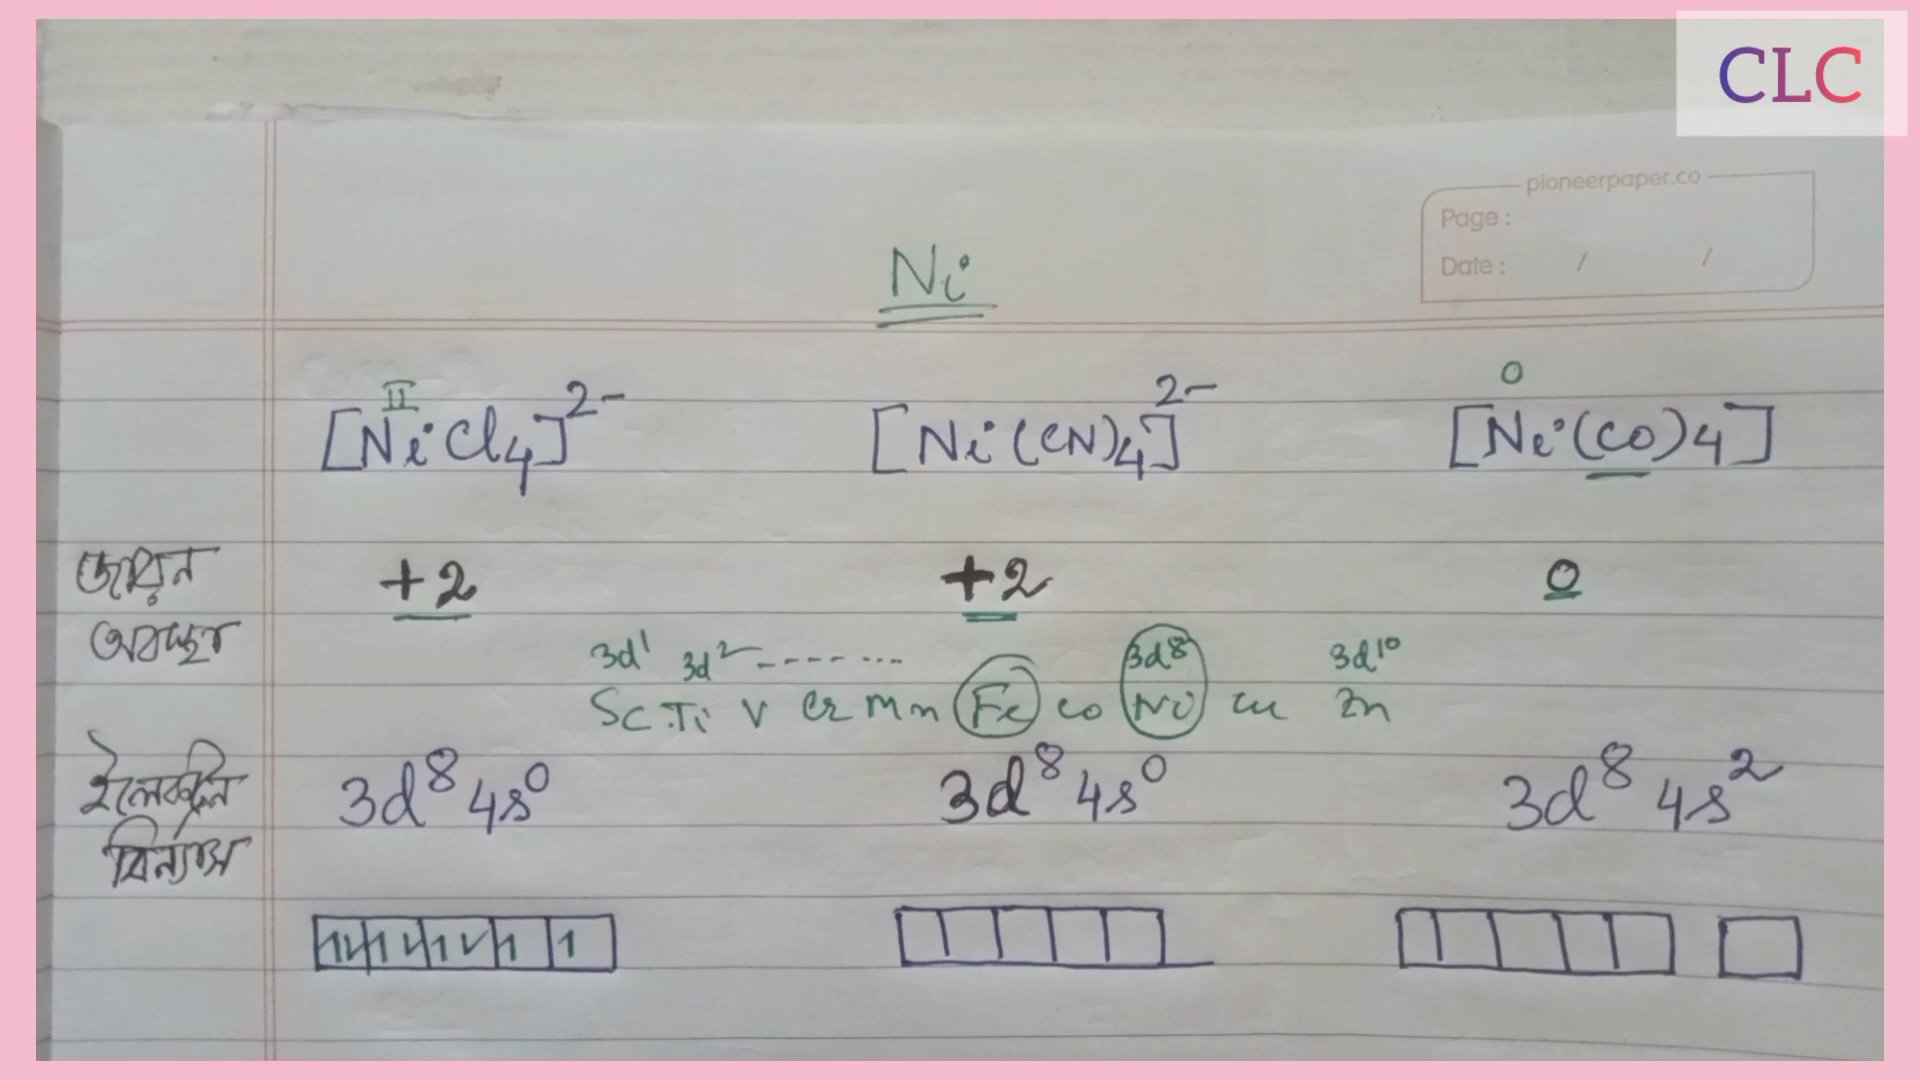 CLC
pioneerpaper.co
Page :
Date : / /
Ni
II 0
[NiCl4]2- [Ni(CN)4]2- [Ni(CO)4]
জারন +2 +2 0
অবস্থা
3d1 3d2 ------- 3d8 3d10
Sc Ti V Cr Mn Fe Co Ni Cu Zn
ইলেকট্রন 3d8 4s0 3d8 4s0 3d8 4s2
বিন্যাস